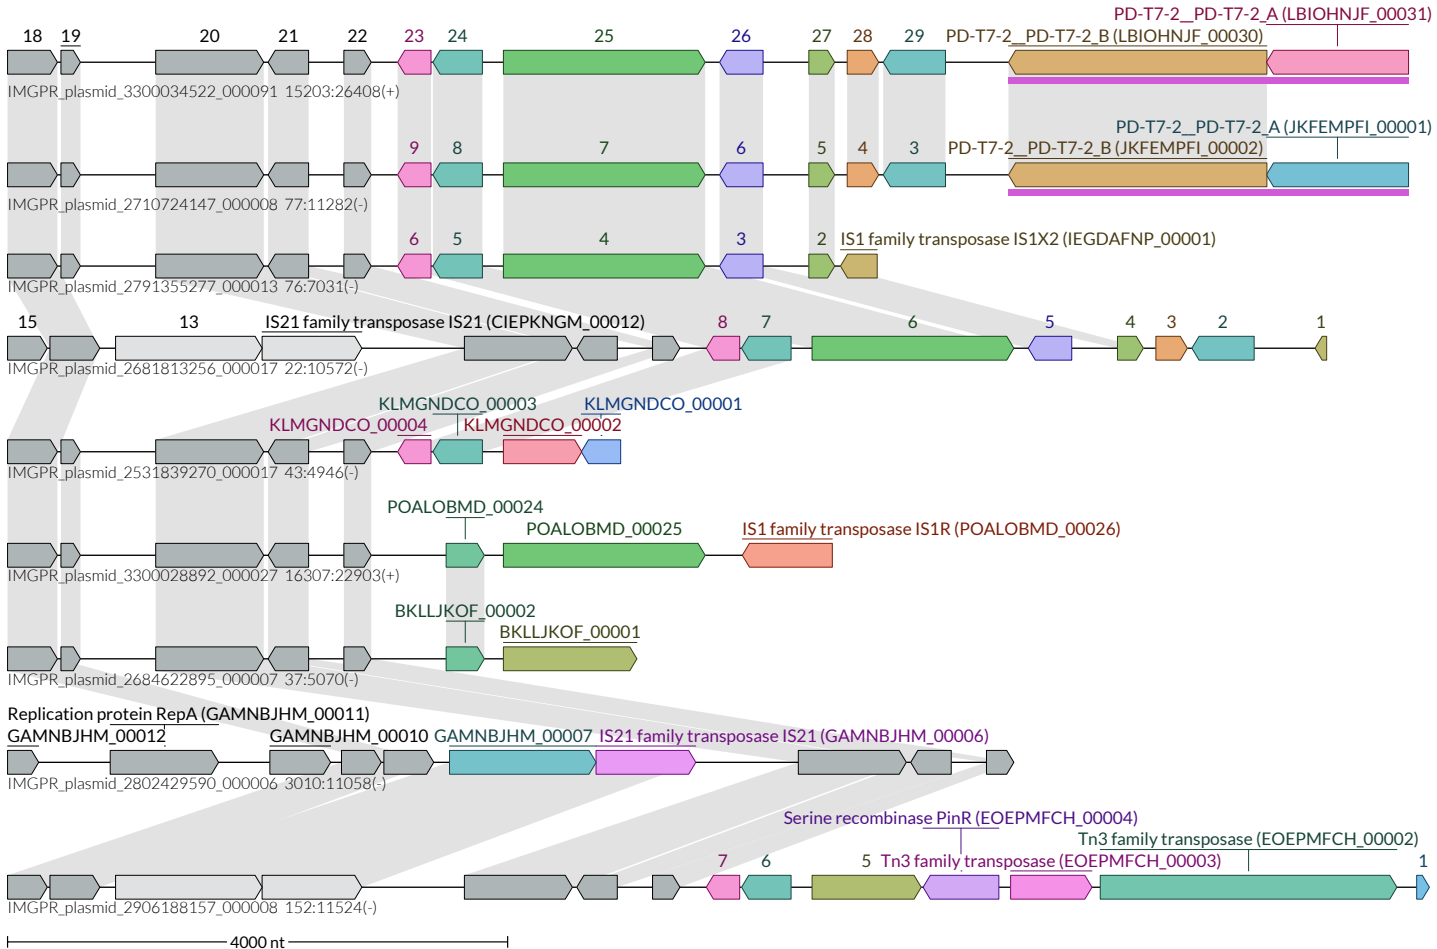 PD-T7-2__PD-T7-2_A (LBIOHNJF_00031)
18 19 20 21 22 23 24 25 26 27 28 29 PD-T7-2__PD-T7-2_B (LBIOHNJF_00030)
IMGPR_plasmid_3300034522_000091 15203:26408(+)
PD-T7-2__PD-T7-2_A (JKFEMPFI_00001)
9 8 7 6 5 4 3 PD-T7-2__PD-T7-2_B (JKFEMPFI_00002)
IMGPR_plasmid_2710724147_000008 77:11282(-)
6 5 4 3 2 IS1 family transposase IS1X2 (IEGDAFNP_00001)
IMGPR_plasmid_2791355277_000013 76:7031(-)
15 13 IS21 family transposase IS21 (CIEPKNGM_00012) 8 7 6 5 4 3 2 1
IMGPR_plasmid_2681813256_000017 22:10572(-)
KLMGNDCO_00003 KLMGNDCO_00001
KLMGNDCO_00004 KLMGNDCO_00002
IMGPR_plasmid_2531839270_000017 43:4946(-)
POALOBMD_00024
POALOBMD_00025 IS1 family transposase IS1R (POALOBMD_00026)
IMGPR_plasmid_3300028892_000027 16307:22903(+)
BKLLJKOF_00002
BKLLJKOF_00001
IMGPR_plasmid_2684622895_000007 37:5070(-)
Replication protein RepA (GAMNBJHM_00011)
GAMNBJHM_00012 GAMNBJHM_00010 GAMNBJHM_00007 IS21 family transposase IS21 (GAMNBJHM_00006)
IMGPR_plasmid_2802429590_000006 3010:11058(-)
Serine recombinase PinR (EOEPMFCH_00004)
Tn3 family transposase (EOEPMFCH_00002)
7 6 5 Tn3 family transposase (EOEPMFCH_00003) 1
IMGPR_plasmid_2906188157_000008 152:11524(-)
4000 nt